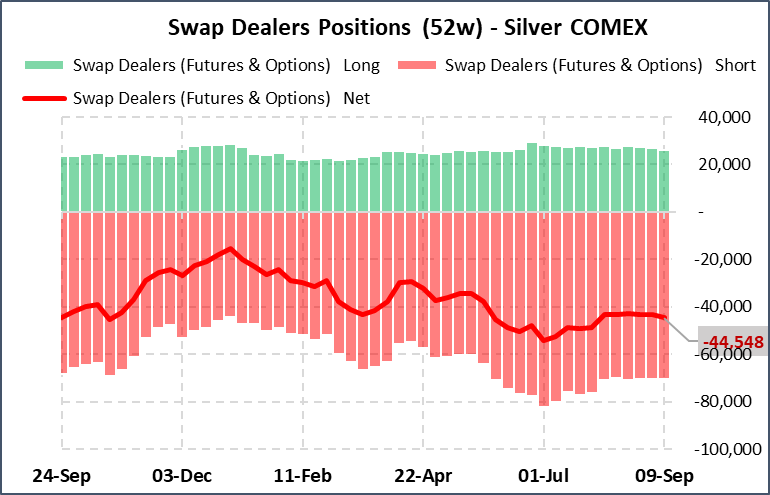 Swap Dealers Positions (52w) - Silver COMEX
Swap Dealers (Futures & Options) Long
Swap Dealers (Futures & Options) Short
Swap Dealers (Futures & Options) Net
40,000
20,000
-
-20,000
-40,000
-44,548
-60,000
-80,000
-100,000
24-Sep 03-Dec 11-Feb 22-Apr 01-Jul 09-Sep